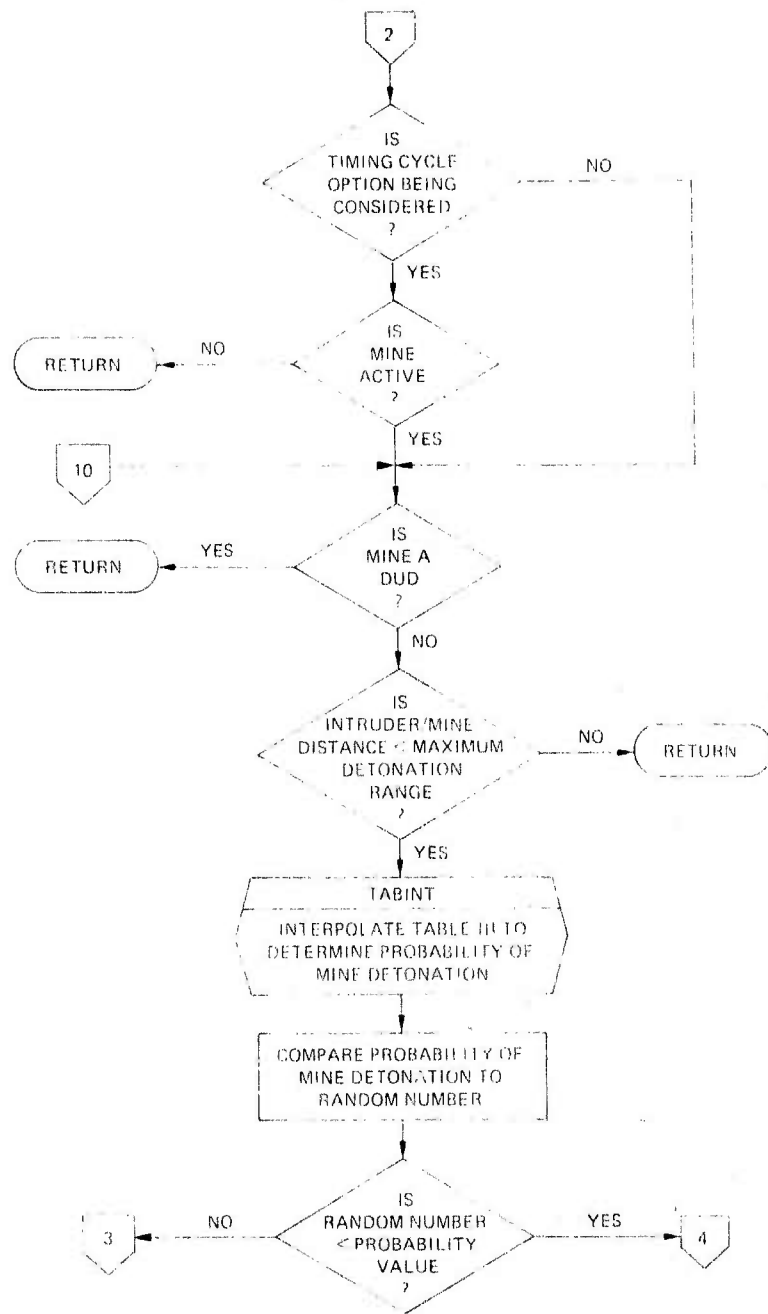 2
IS
TIMING CYCLE
OPTION BEING
CONSIDERED
?
NO
YES
IS
MINE
ACTIVE
?
NO
RETURN
YES
10
IS
MINE A
DUD
?
YES
RETURN
NO
IS
INTRUDER/MINE
DISTANCE < MAXIMUM
DETONATION
RANGE
?
NO
RETURN
YES
TABINT
INTERPOLATE TABLE III TO
DETERMINE PROBABILITY OF
MINE DETONATION
COMPARE PROBABILITY OF
MINE DETONATION TO
RANDOM NUMBER
IS
RANDOM NUMBER
< PROBABILITY
VALUE
?
NO
3
YES
4